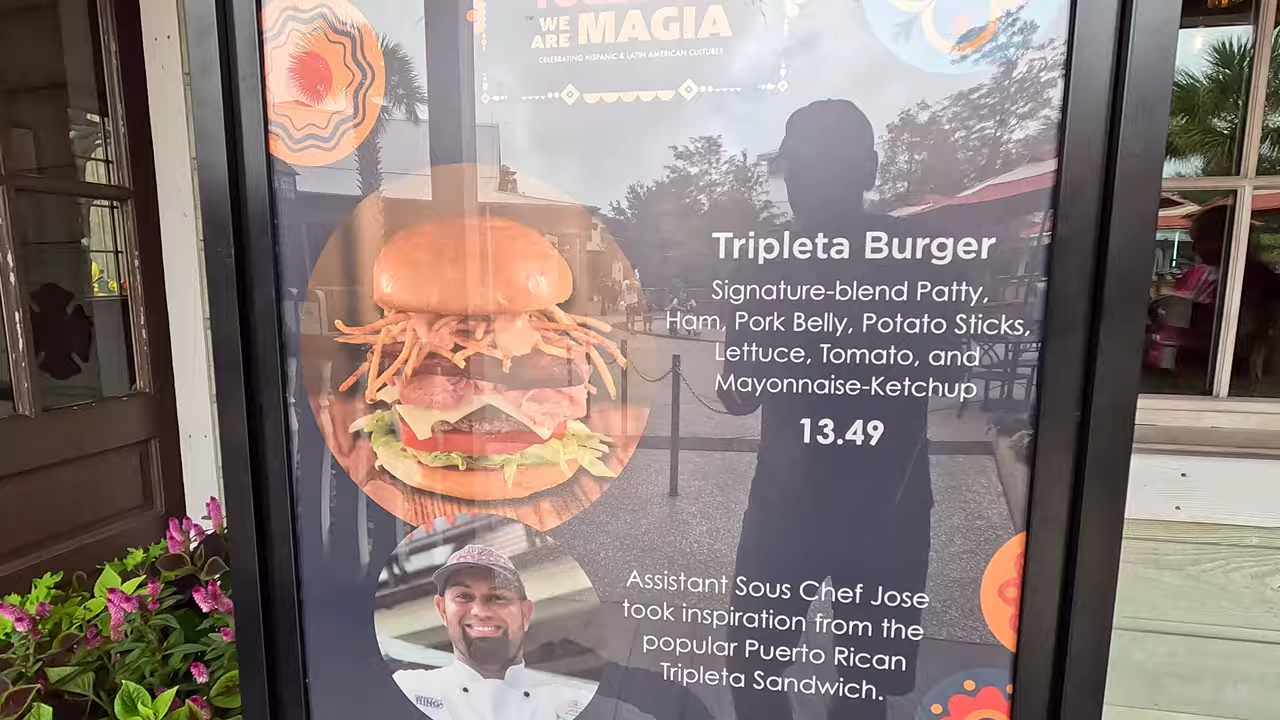 WE
ARE MAGIA
CELEBRATING HISPANIC & LATIN AMERICAN CULTURES
Tripleta Burger
Signature-blend Patty,
Ham, Pork Belly, Potato Sticks,
Lettuce, Tomato, and
Mayonnaise-Ketchup
13.49
Assistant Sous Chef Jose
took inspiration from the
popular Puerto Rican
Tripleta Sandwich.